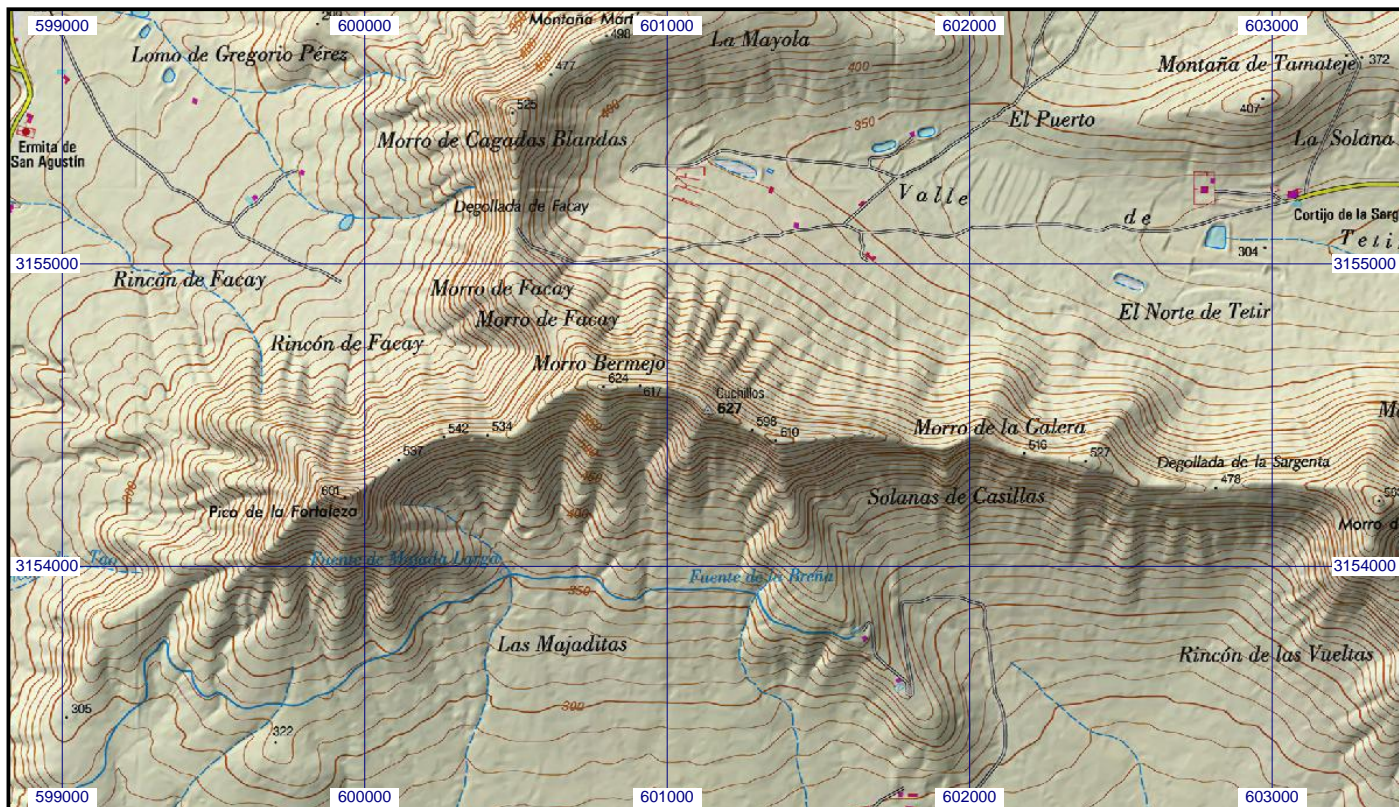 599000
600000
601000
602000
603000
Montaña Mart
498
Lomo de Gregorio Pérez
La Mayola
477
400
Montaña de Tamateje
372
400
525
407
350
El Puerto
Ermita de
San Agustín
Morro de Cagadas Blandas
La Solana
Valle
Degollada de Facay
de
Cortijo de la Sarg
Teti
304
3155000
3155000
Rincón de Facay
Morro de Facay
El Norte de Tetir
Morro de Facay
Rincón de Facay
Morro Bermejo
624
617
Cuchillos
627
598
610
542
534
537
Morro de la Galera
516
527
Degollada de la Sargenta
478
Solanas de Casillas
601
Pico de la Fortaleza
400
Morro d
Tao
Fuente de Majada Larga
3154000
3154000
Fuente de la Breña
350
Las Majaditas
Rincón de las Vueltas
300
305
322
599000
600000
601000
602000
603000